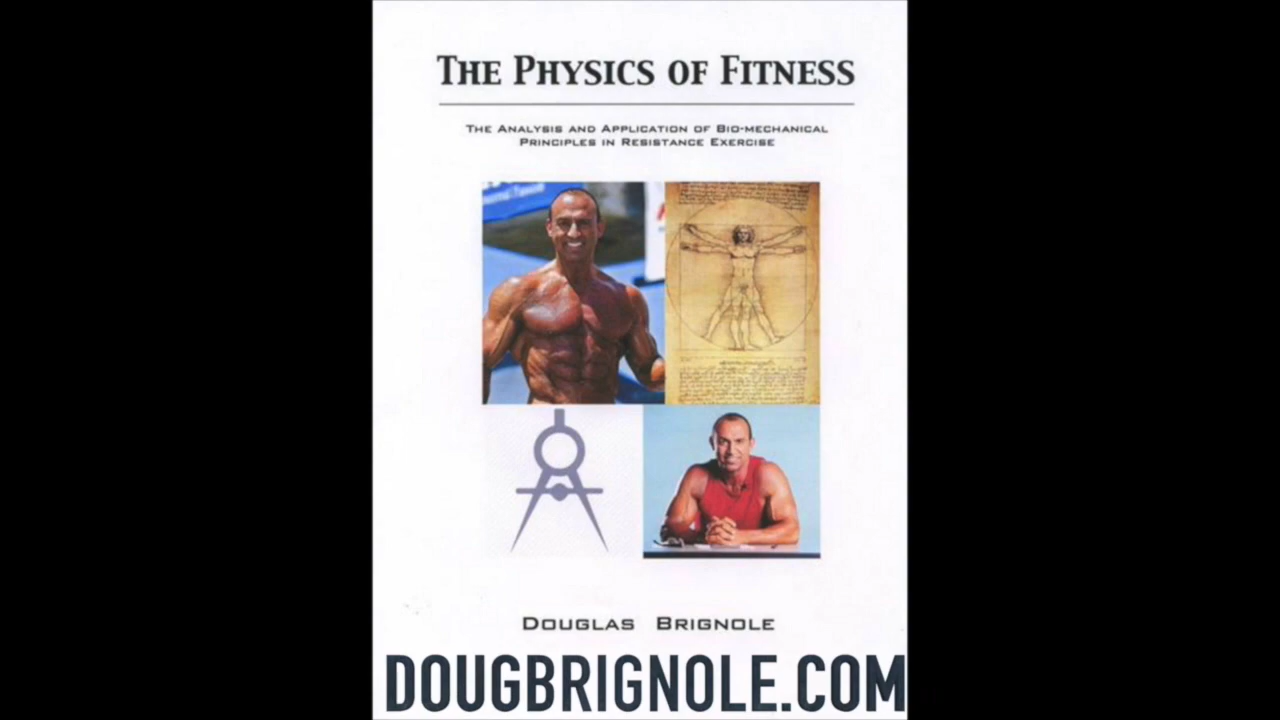 THE PHYSICS OF FITNESS
THE ANALYSIS AND APPLICATION OF BIO-MECHANICAL
PRINCIPLES IN RESISTANCE EXERCISE
DOUGLAS BRIGNOLE
DOUGBRIGNOLE.COM